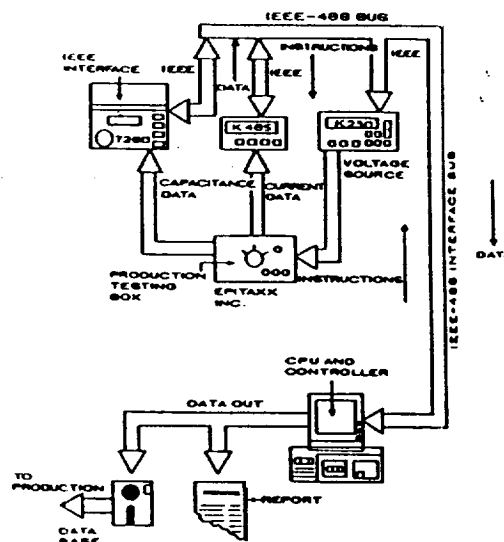 IEEE-488 BUS
IEEE
INTERFACE
IEEE
DATA
IEEE
INSTRUCTIONS
IEEE
7260
K 485
K 230
VOLTAGE
SOURCE
CAPACITANCE
DATA
CURRENT
DATA
PRODUCTION
TESTING
BOX
EPITAXX
INC.
INSTRUCTIONS
IEEE-488 INTERFACE BUS
DAT
CPU AND
CONTROLLER
DATA OUT
TO
PRODUCTION
DATA
BASE
REPORT